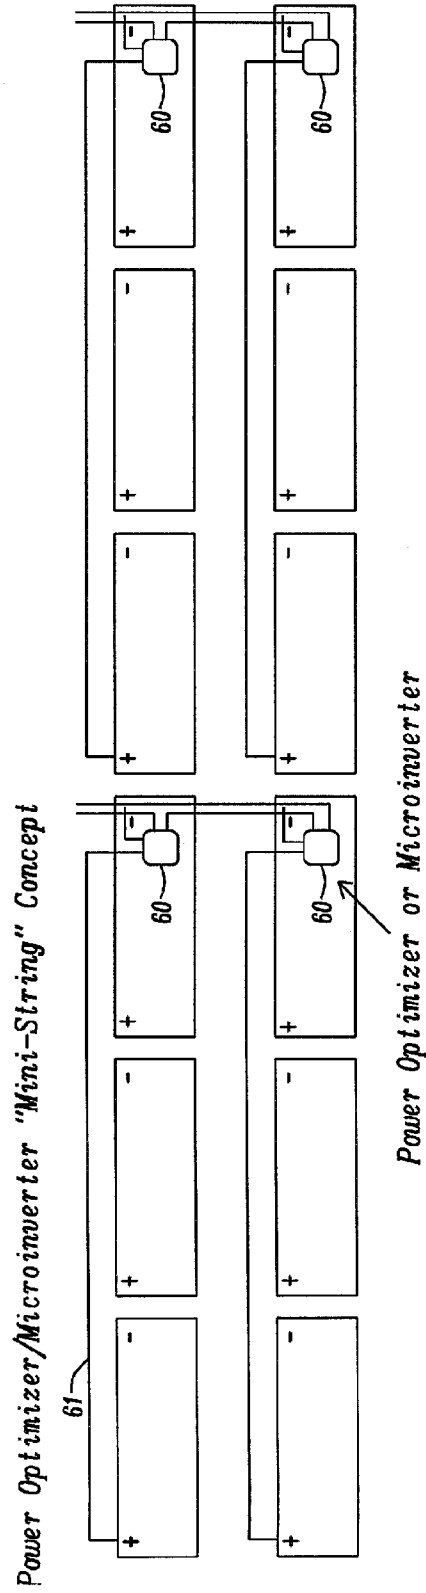 Power Optimizer/Microinverter "Mini-String" Concept
61
+ - + - + - + - + - + -
60 60
+ - + - + - + - + - + -
60 60
Power Optimizer or Microinverter